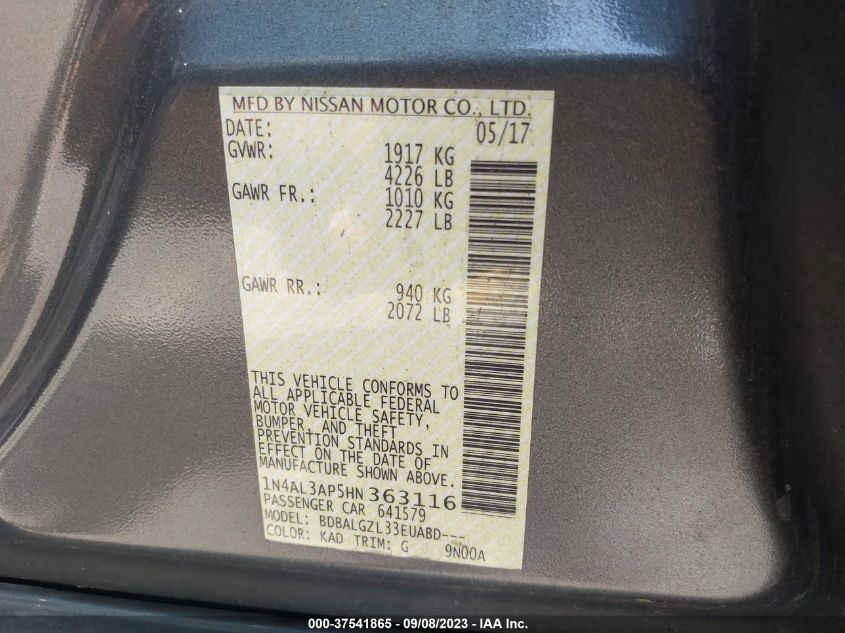 MFD BY NISSAN MOTOR CO., LTD.
DATE: 05/17
GVWR: 1917 KG
4226 LB
GAWR FR.: 1010 KG
2227 LB
GAWR RR.: 940 KG
2072 LB
THIS VEHICLE CONFORMS TO
ALL APPLICABLE FEDERAL
MOTOR VEHICLE SAFETY,
BUMPER, AND THEFT
PREVENTION STANDARDS IN
EFFECT ON THE DATE OF
MANUFACTURE SHOWN ABOVE.
1N4AL3AP5HN 363116
PASSENGER CAR 641579
MODEL: BDBALGZL33EUABD---
COLOR: KAD TRIM: G 9N00A
000-37541865 - 09/08/2023 - IAA Inc.